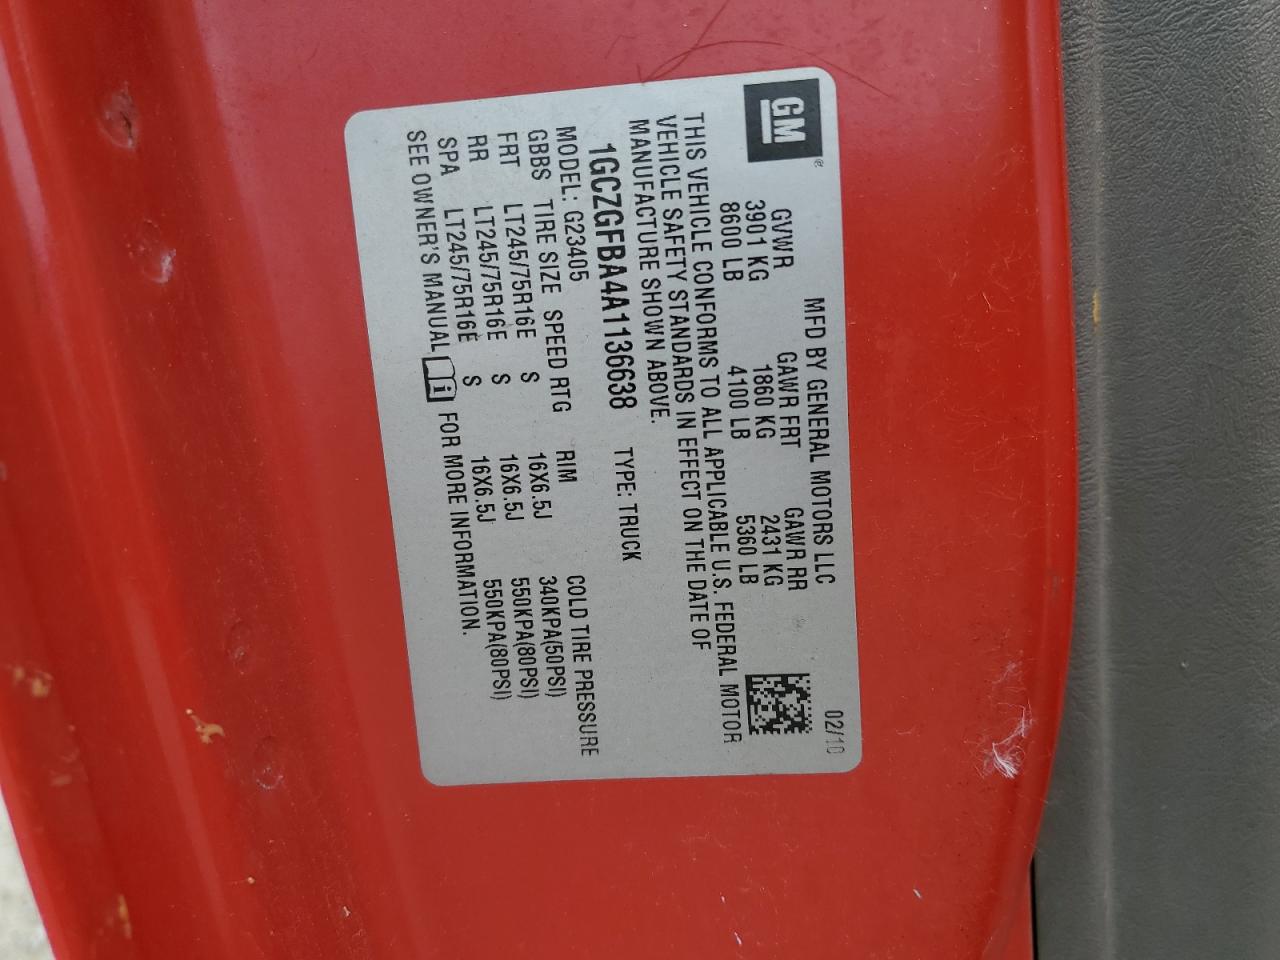 GM®
MFD BY GENERAL MOTORS LLC 02/10
GVWR GAWR FRT GAWR RR
3901 KG 1860 KG 2431 KG
8600 LB 4100 LB 5360 LB
THIS VEHICLE CONFORMS TO ALL APPLICABLE U.S. FEDERAL MOTOR
VEHICLE SAFETY STANDARDS IN EFFECT ON THE DATE OF
MANUFACTURE SHOWN ABOVE.
1GCZGFBA4A1136638 TYPE: TRUCK
MODEL: G23405
GBBS TIRE SIZE SPEED RTG RIM COLD TIRE PRESSURE
FRT LT245/75R16E S 16X6.5J 340KPA(50PSI)
RR LT245/75R16E S 16X6.5J 550KPA(80PSI)
SPA LT245/75R16E S 16X6.5J 550KPA(80PSI)
SEE OWNER'S MANUAL i FOR MORE INFORMATION.